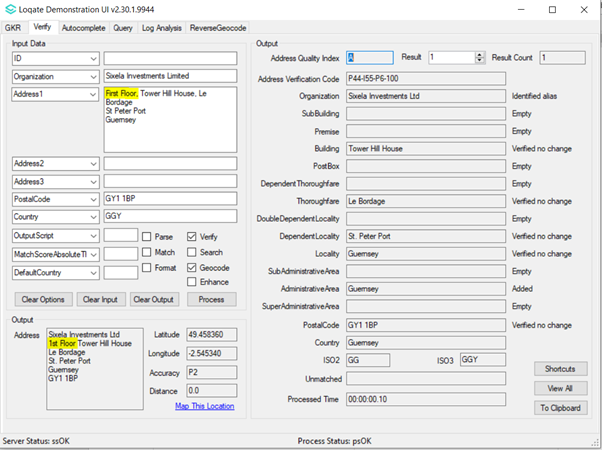 Loqate Demonstration UI v2.30.1.9944
GKR Verify Autocomplete Query Log Analysis ReverseGeocode
Input Data
ID
Organization Sixela Investments Limited
Address1 First Floor, Tower Hill House, Le
Bordage
St Peter Port
Guernsey
Address2
Address3
PostalCode GY1 1BP
Country GGY
OutputScript Parse Verify
MatchScoreAbsoluteTl Match Search
DefaultCountry Format Geocode
Enhance
Clear Options Clear Input Clear Output Process
Output
Address Sixela Investments Ltd
1st Floor Tower Hill House
Le Bordage
St. Peter Port
Guernsey
GY1 1BP
Latitude 49.458360
Longitude -2.545340
Accuracy P2
Distance 0.0
Map This Location
Output
Address Quality Index A Result 1 Result Count 1
Address Verification Code P44-I55-P6-100
Organization Sixela Investments Ltd Identified alias
SubBuilding Empty
Premise Empty
Building Tower Hill House Verified no change
PostBox Empty
DependentThoroughfare Empty
Thoroughfare Le Bordage Verified no change
DoubleDependentLocality Empty
DependentLocality St. Peter Port Verified no change
Locality Guernsey Verified no change
SubAdministrativeArea Empty
AdministrativeArea Guernsey Added
SuperAdministrativeArea Empty
PostalCode GY1 1BP Verified no change
Country Guernsey
ISO2 GG ISO3 GGY
Unmatched
Processed Time 00:00:00.10
Shortcuts
View All
To Clipboard
Server Status: ssOK Process Status: psOK